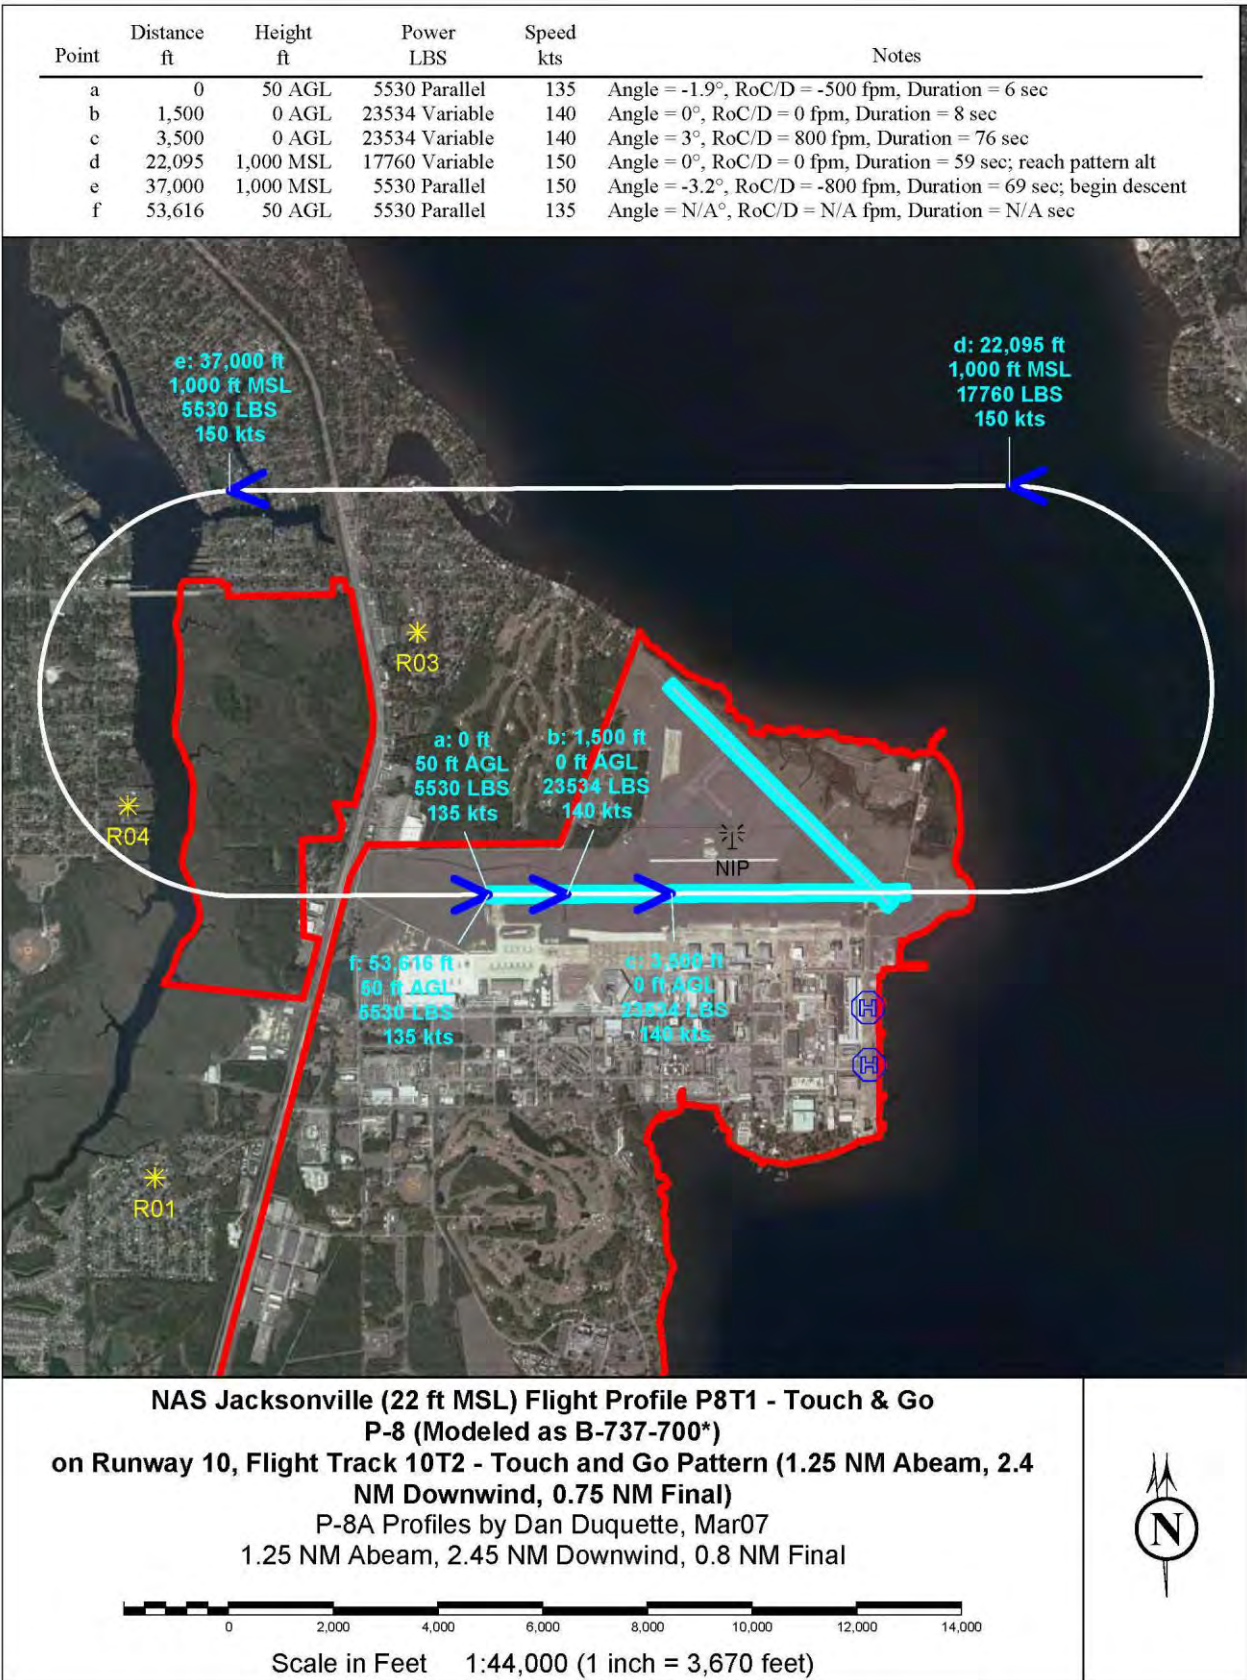 Point Distance ft Height ft Power LBS Speed kts Notes
a 0 50 AGL 5530 Parallel 135 Angle = -1.9°, RoC/D = -500 fpm, Duration = 6 sec
b 1,500 0 AGL 23534 Variable 140 Angle = 0°, RoC/D = 0 fpm, Duration = 8 sec
c 3,500 0 AGL 23534 Variable 140 Angle = 3°, RoC/D = 800 fpm, Duration = 76 sec
d 22,095 1,000 MSL 17760 Variable 150 Angle = 0°, RoC/D = 0 fpm, Duration = 59 sec; reach pattern alt
e 37,000 1,000 MSL 5530 Parallel 150 Angle = -3.2°, RoC/D = -800 fpm, Duration = 69 sec; begin descent
f 53,616 50 AGL 5530 Parallel 135 Angle = N/A°, RoC/D = N/A fpm, Duration = N/A sec
e: 37,000 ft
1,000 ft MSL
5530 LBS
150 kts
d: 22,095 ft
1,000 ft MSL
17760 LBS
150 kts
R03
a: 0 ft
50 ft AGL
5530 LBS
135 kts
b: 1,500 ft
0 ft AGL
23534 LBS
140 kts
R04
NIP
f: 53,616 ft
50 ft AGL
5530 LBS
135 kts
c: 3,500 ft
0 ft AGL
23534 LBS
140 kts
H
H
R01
NAS Jacksonville (22 ft MSL) Flight Profile P8T1 - Touch & Go
P-8 (Modeled as B-737-700*)
on Runway 10, Flight Track 10T2 - Touch and Go Pattern (1.25 NM Abeam, 2.4
NM Downwind, 0.75 NM Final)
P-8A Profiles by Dan Duquette, Mar07
1.25 NM Abeam, 2.45 NM Downwind, 0.8 NM Final
N
0 2,000 4,000 6,000 8,000 10,000 12,000 14,000
Scale in Feet 1:44,000 (1 inch = 3,670 feet)